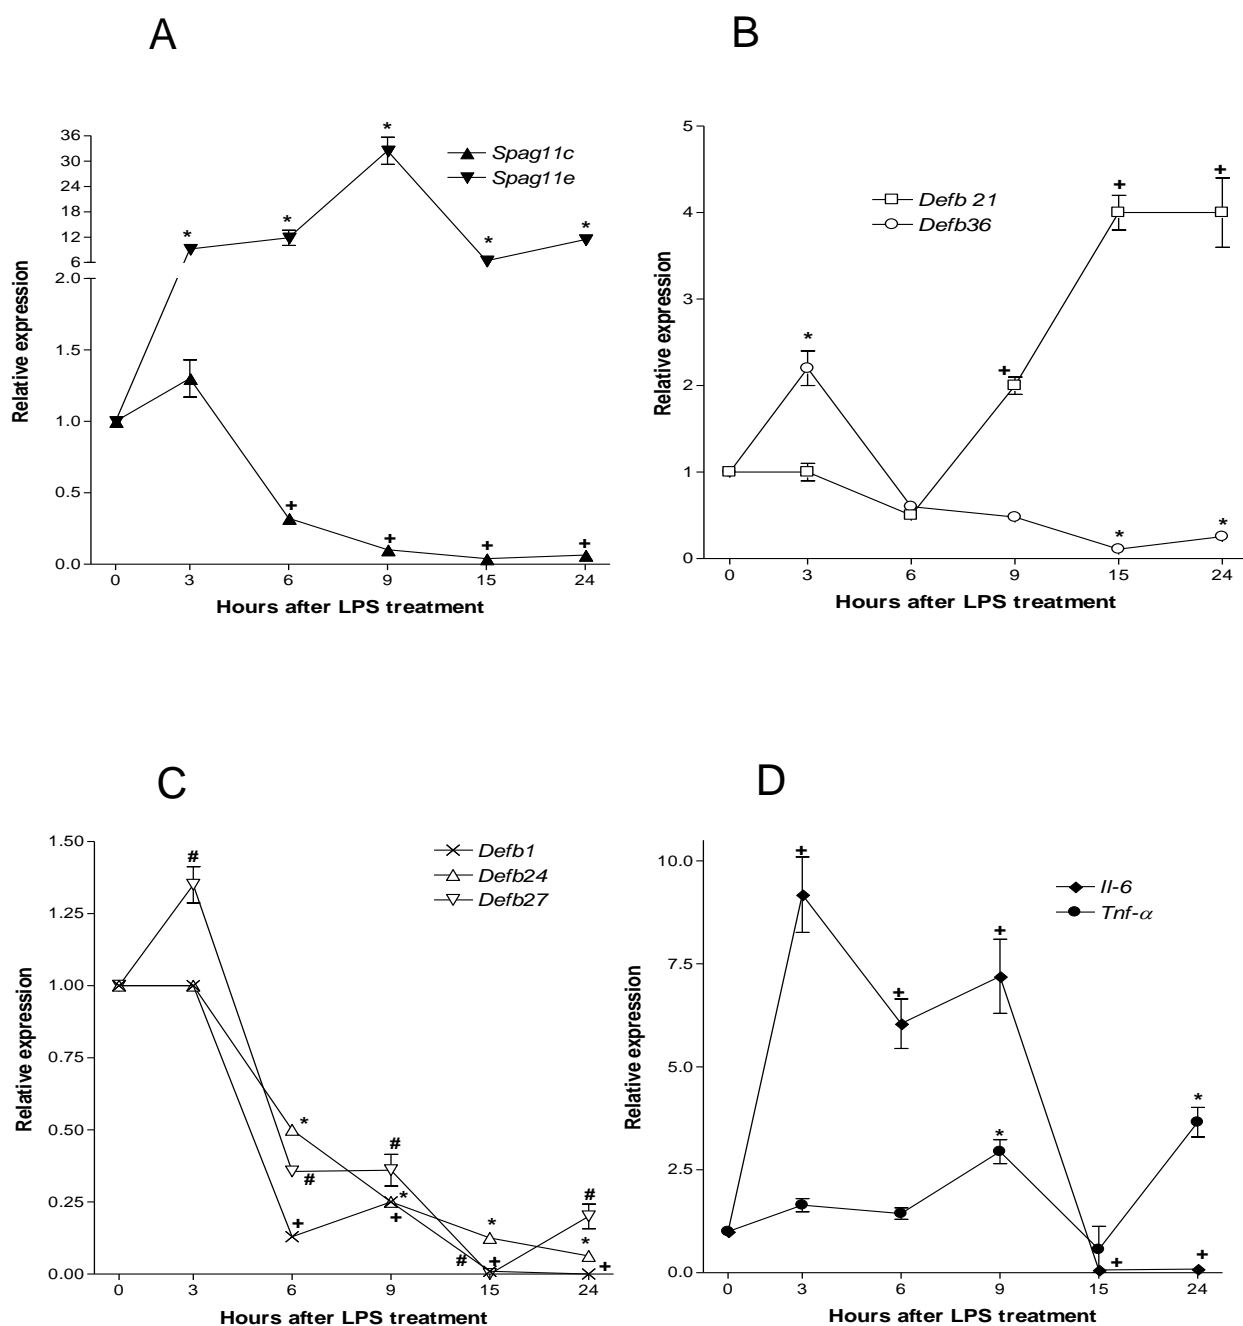 A
36
30
24
18
12
6
2.0
1.5
1.0
0.5
0.0
Relative expression
* * * * *
+ + + +
Spag11c
Spag11e
0 3 6 9 15 24
Hours after LPS treatment
B
5
4
3
2
1
0
Relative expression
+ + +
* * *
Defb 21
Defb36
0 3 6 9 15 24
Hours after LPS treatment
C
1.50
1.25
1.00
0.75
0.50
0.25
0.00
Relative expression
# # # # #
* * * *
+ + + +
Defb1
Defb24
Defb27
0 3 6 9 15 24
Hours after LPS treatment
D
10.0
7.5
5.0
2.5
0.0
Relative expression
+ + + + +
* *
Il-6
Tnf-α
0 3 6 9 15 24
Hours after LPS treatment